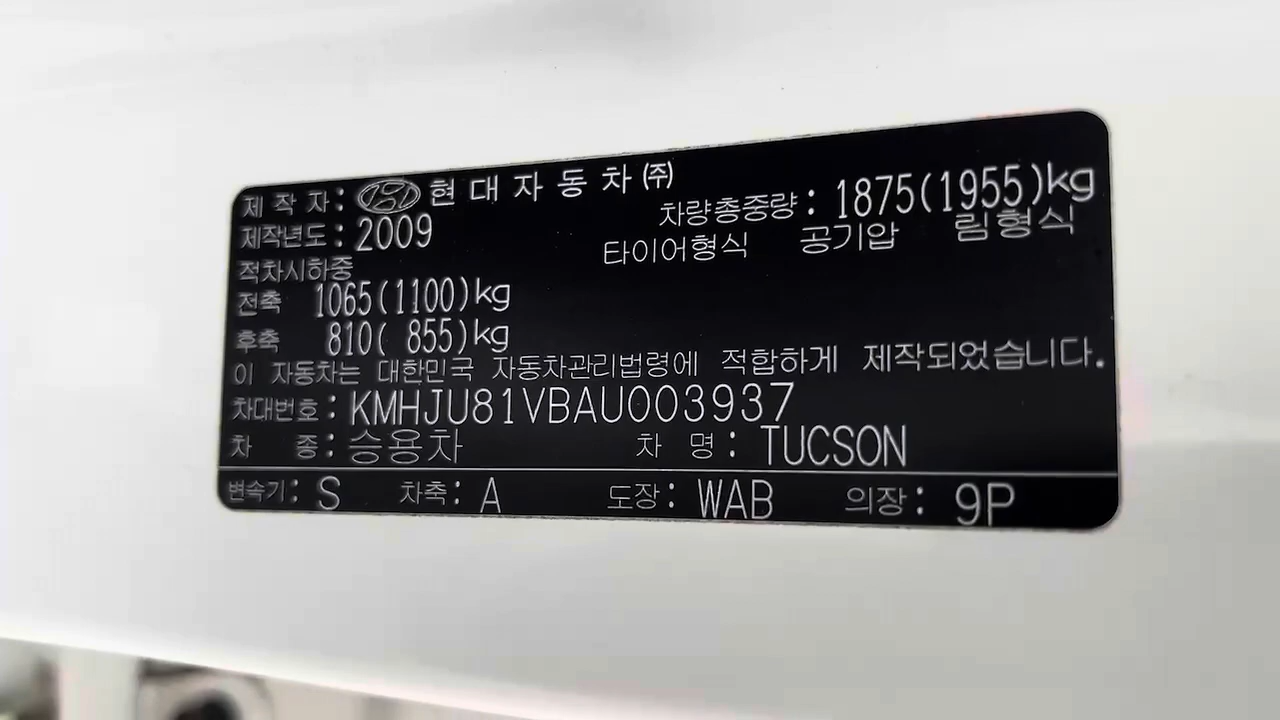 제 작 자: 현 대 자 동 차 ㈜
차량총중량: 1875(1955)kg
제작년도: 2009
타이어형식 공기압 림형식
적차시하중
전축 1065(1100)kg
후축 810( 855)kg
이 자동차는 대한민국 자동차관리법령에 적합하게 제작되었습니다.
차대번호: KMHJU81VBAU003937
차 종: 승용차 차 명: TUCSON
변속기: S 차축: A 도장: WAB 의장: 9P